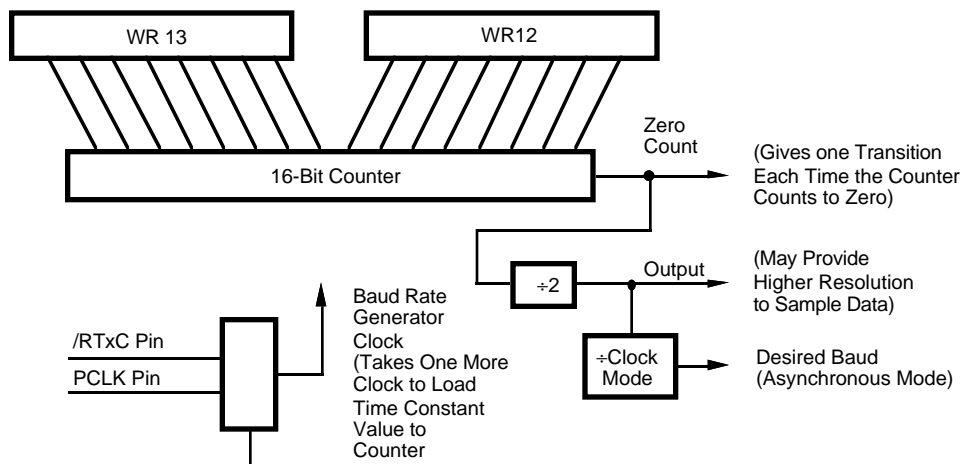 WR 13
WR12
16-Bit Counter
Zero
Count
(Gives one Transition
Each Time the Counter
Counts to Zero)
÷2
Output
(May Provide
Higher Resolution
to Sample Data)
÷Clock
Mode
Desired Baud
(Asynchronous Mode)
/RTxC Pin
PCLK Pin
Baud Rate
Generator
Clock
(Takes One More
Clock to Load
Time Constant
Value to
Counter